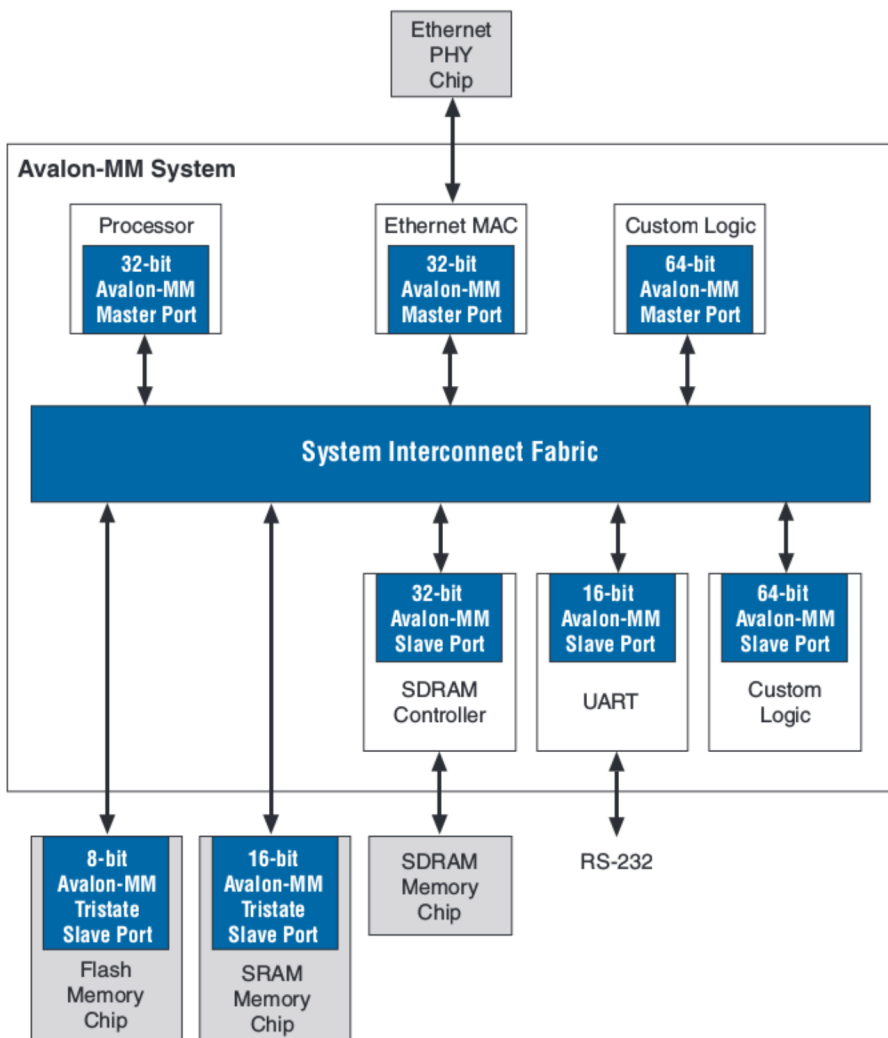 Ethernet
PHY
Chip
Avalon-MM System
Processor
32-bit
Avalon-MM
Master Port
Ethernet MAC
32-bit
Avalon-MM
Master Port
Custom Logic
64-bit
Avalon-MM
Master Port
System Interconnect Fabric
32-bit
Avalon-MM
Slave Port
SDRAM
Controller
16-bit
Avalon-MM
Slave Port
UART
64-bit
Avalon-MM
Slave Port
Custom
Logic
8-bit
Avalon-MM
Tristate
Slave Port
Flash
Memory
Chip
16-bit
Avalon-MM
Tristate
Slave Port
SRAM
Memory
Chip
SDRAM
Memory
Chip
RS-232